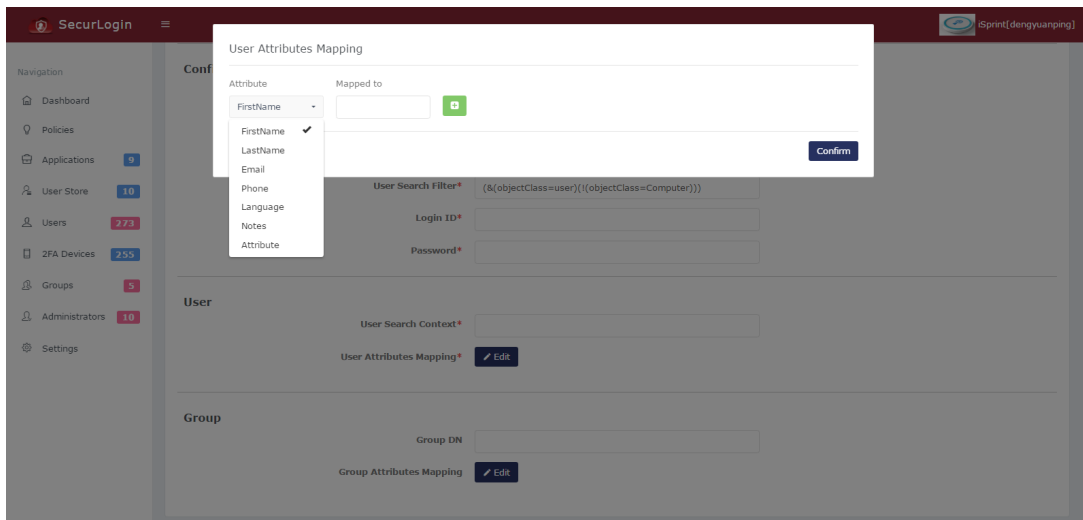 SecurLogin
iSprint[dengyuanping]
User Attributes Mapping
Navigation
Conf
Attribute Mapped to
Dashboard
FirstName
Policies
FirstName
LastName
Confirm
Applications 9
Email
User Store 10
Phone
User Search Filter* (&(objectClass=user)(!(objectClass=Computer)))
Language
Users 273
Notes
Login ID*
Attribute
2FA Devices 255
Password*
Groups 5
User
Administrators 10
User Search Context*
Settings
User Attributes Mapping* Edit
Group
Group DN
Group Attributes Mapping Edit